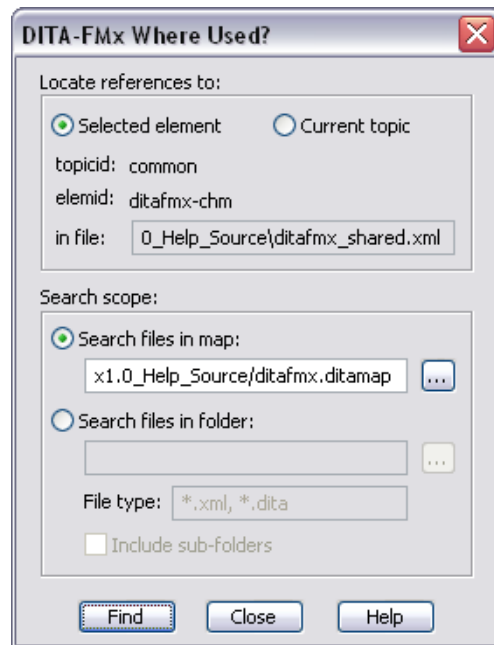 DITA-FMx Where Used?
Locate references to:
Selected element Current topic
topicid: common
elemid: ditafmx-chm
in file: 0_Help_Source\ditafmx_shared.xml
Search scope:
Search files in map:
x1.0_Help_Source/ditafmx.ditamap ...
Search files in folder:
...
File type: *.xml, *.dita
Include sub-folders
Find Close Help